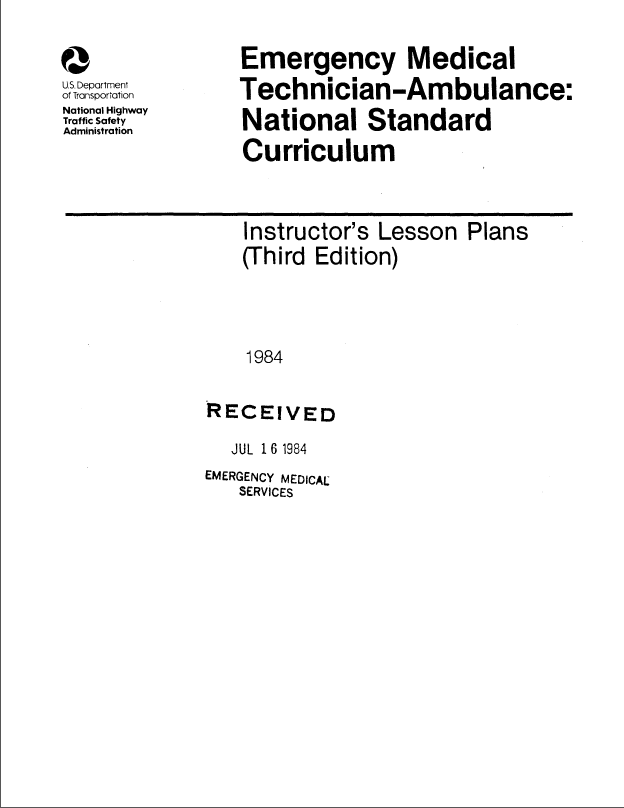 U.S. Department
of Transportation
National Highway
Traffic Safety
Administration
Emergency Medical
Technician-Ambulance:
National Standard
Curriculum
Instructor's Lesson Plans
(Third Edition)
1984
RECEIVED
JUL 16 1984
EMERGENCY MEDICAL
SERVICES